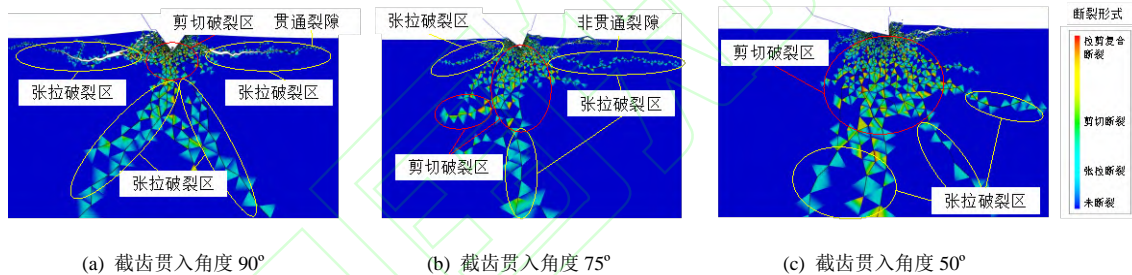 剪切破裂区
贯通裂隙
张拉破裂区
张拉破裂区
张拉破裂区
(a) 截齿贯入角度 90º
张拉破裂区
非贯通裂隙
张拉破裂区
剪切破裂区
(b) 截齿贯入角度 75º
剪切破裂区
张拉破裂区
(c) 截齿贯入角度 50º
断裂形式
拉剪复合
断裂
剪切断裂
张拉断裂
未断裂